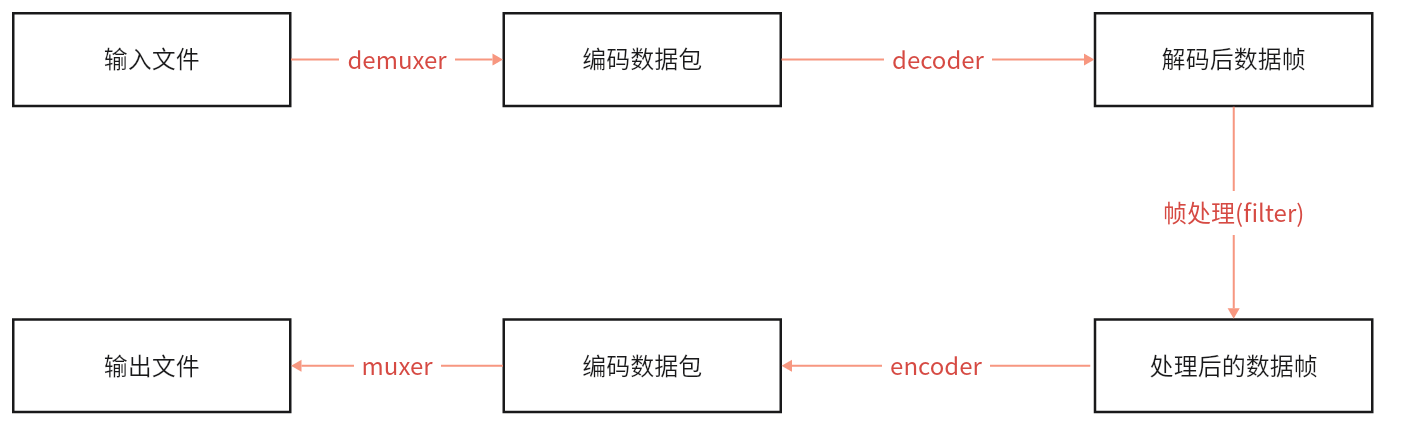 输入文件
demuxer
编码数据包
decoder
解码后数据帧
帧处理(filter)
处理后的数据帧
encoder
编码数据包
muxer
输出文件